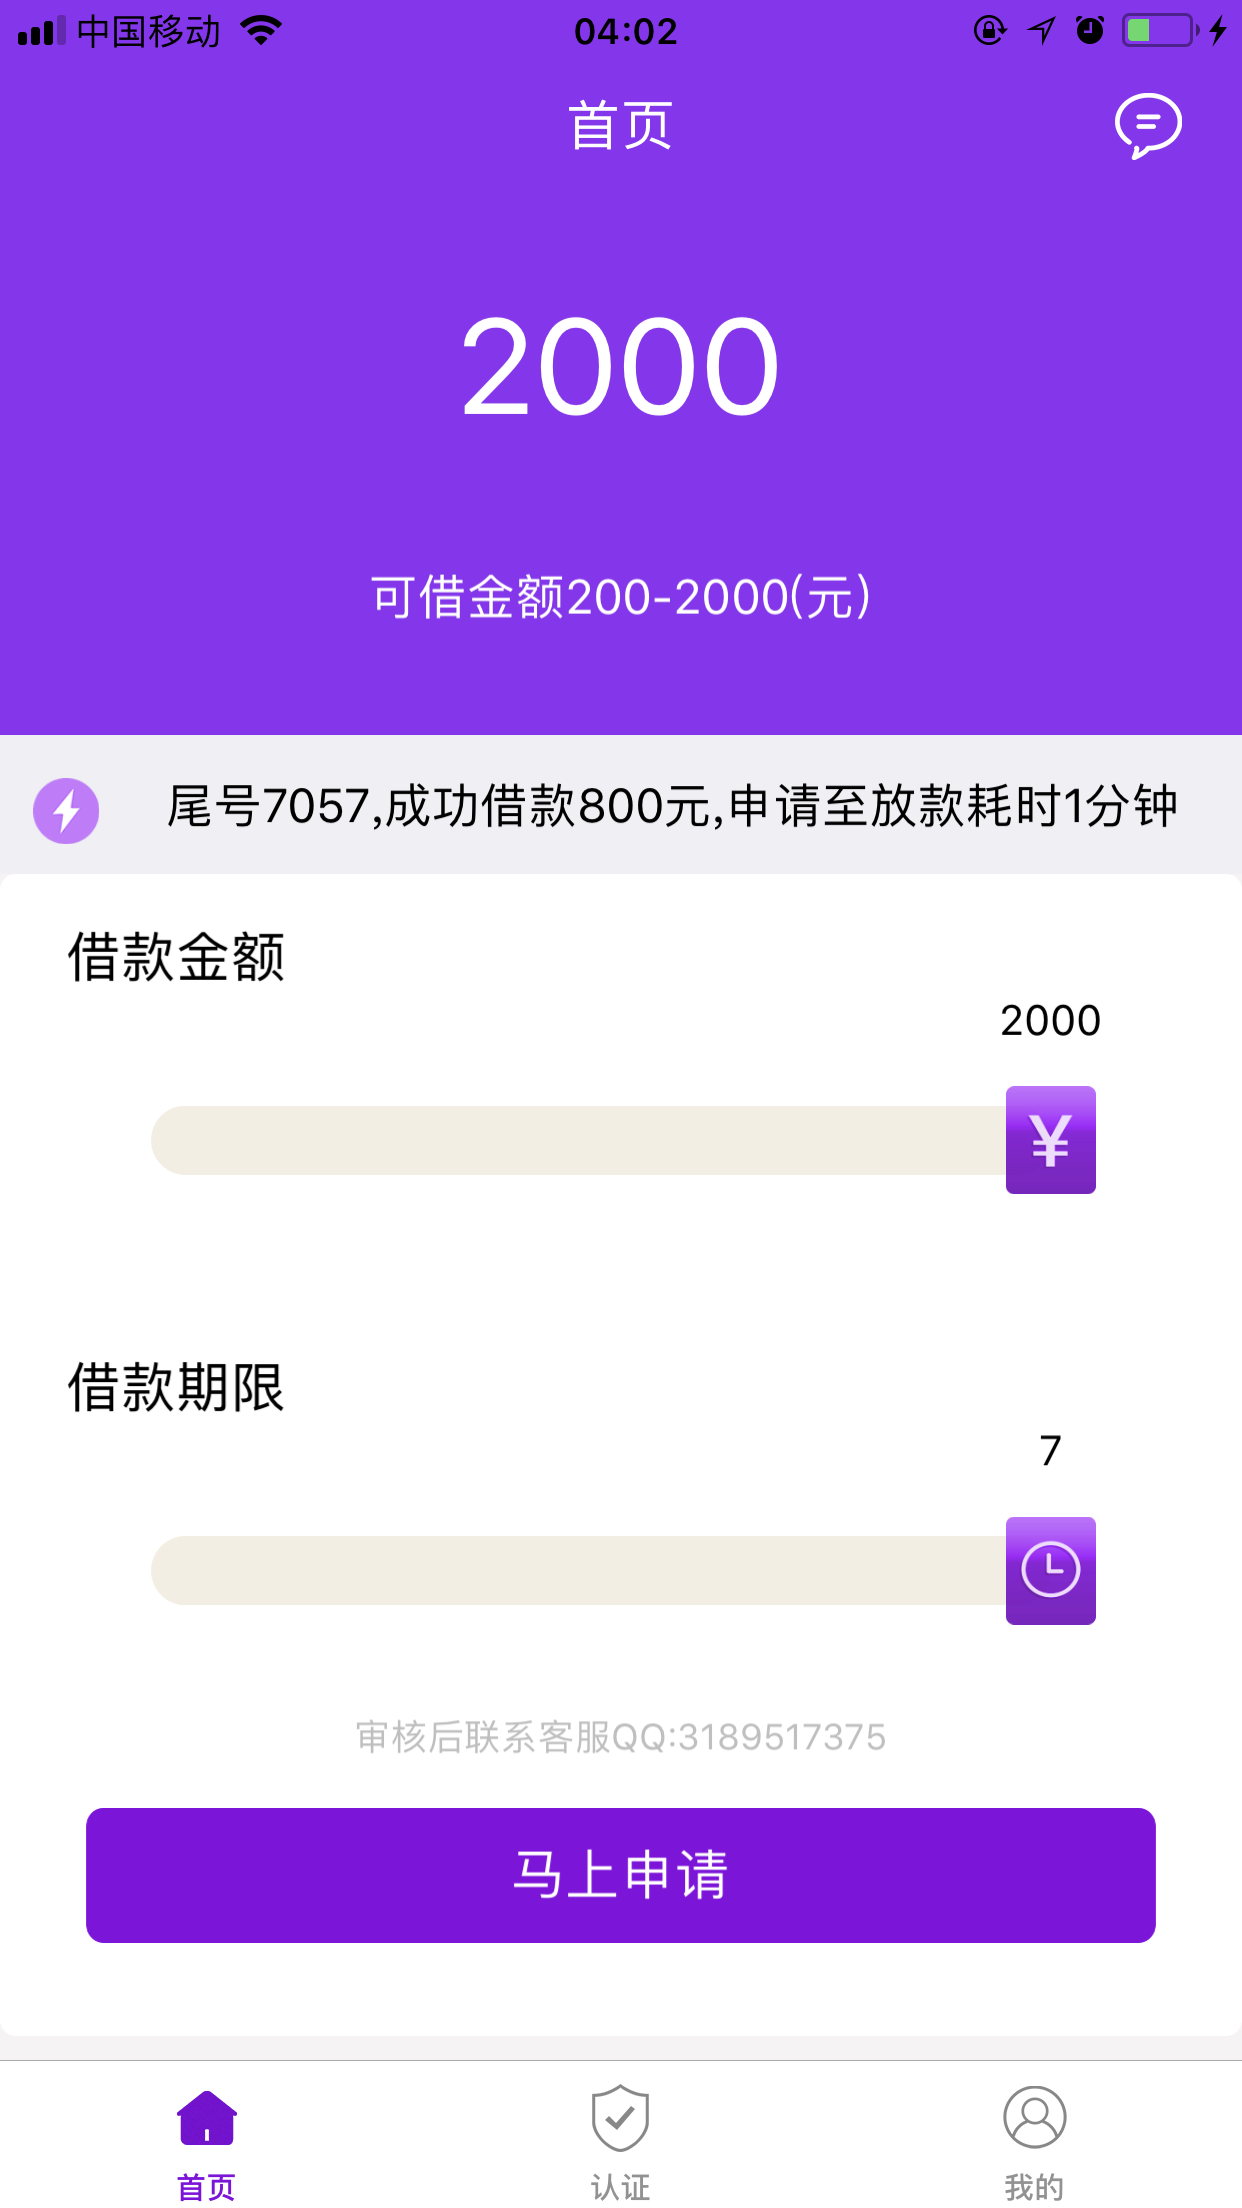 中国移动
04:02
首页
2000
可借金额200-2000(元)
尾号7057,成功借款800元,申请至放款耗时1分钟
借款金额
2000
¥
借款期限
7
审核后联系客服QQ:3189517375
马上申请
首页
认证
我的